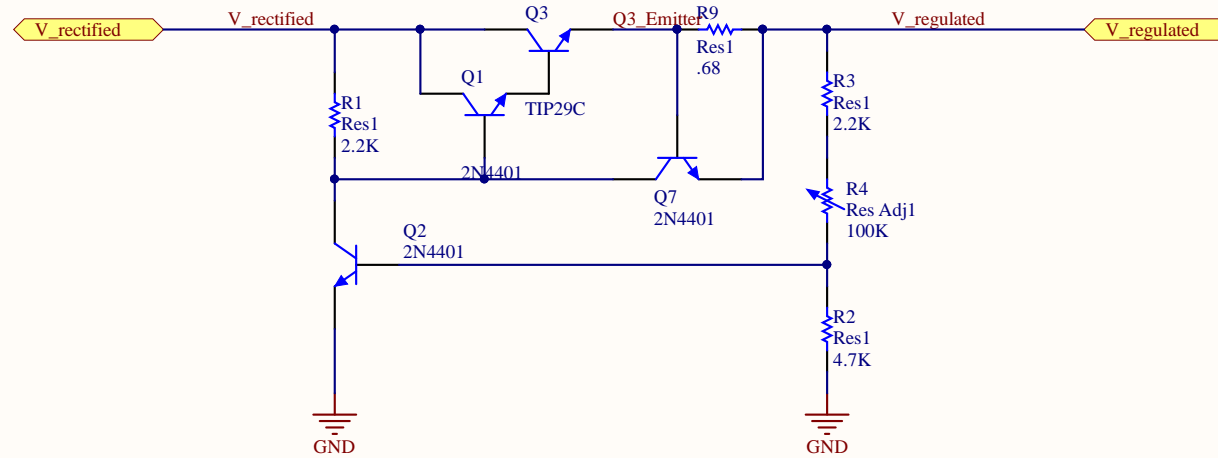 V_rectified
V_rectified
Q3
Q3_Emitter
R9
Res1
.68
V_regulated
V_regulated
Q1
TIP29C
2N4401
R1
Res1
2.2K
R3
Res1
2.2K
Q7
2N4401
R4
Res Adj1
100K
Q2
2N4401
R2
Res1
4.7K
GND
GND